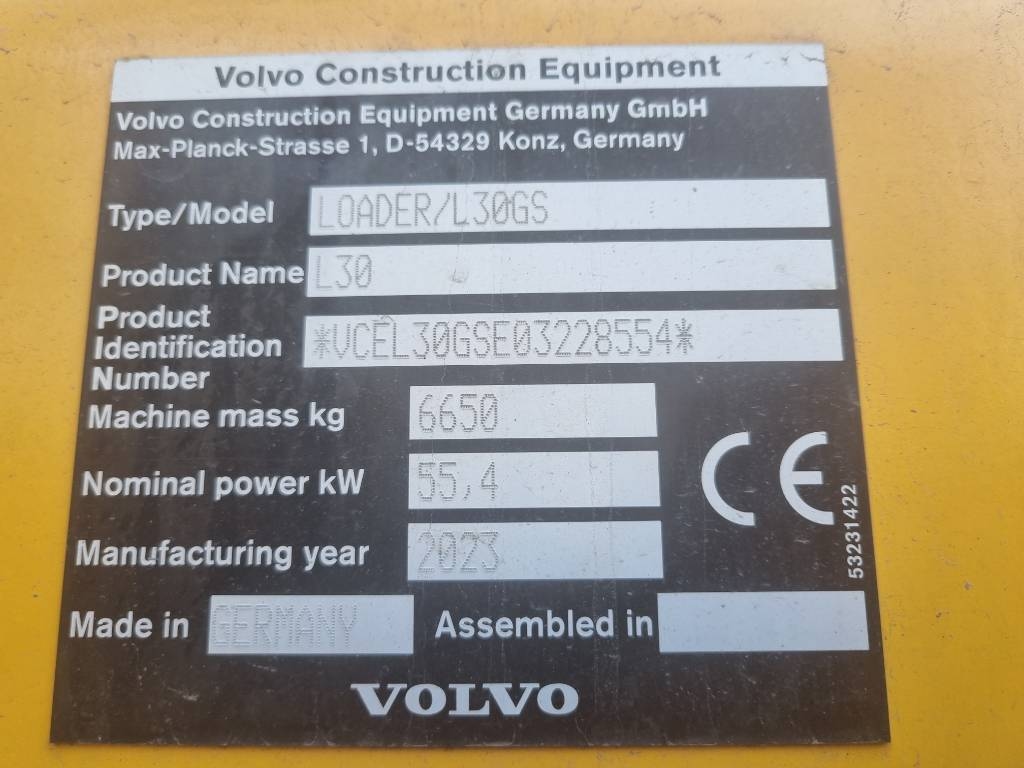 Volvo Construction Equipment
Volvo Construction Equipment Germany GmbH
Max-Planck-Strasse 1, D-54329 Konz, Germany
Type/Model LOADER/L30GS
Product Name L30
Product
Identification
Number *VCEL30GSE03228554*
Machine mass kg 6650
Nominal power kW 55,4
Manufacturing year 2023
CE
53231422
Made in GERMANY Assembled in
VOLVO